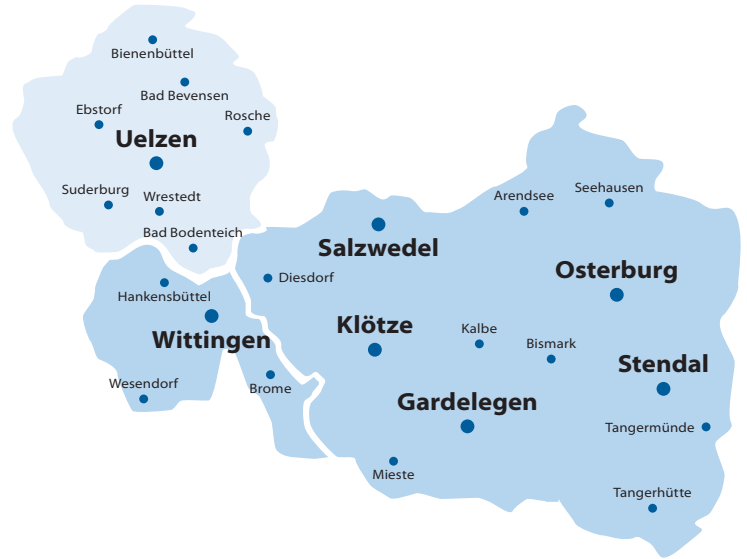 Bienenbüttel
Bad Bevensen
Ebstorf
Rosche
Uelzen
Suderburg
Wrestedt
Bad Bodenteich
Arendsee
Seehausen
Salzwedel
Diesdorf
Osterburg
Hankensbüttel
Wittingen
Klötze
Kalbe
Bismark
Stendal
Wesendorf
Brome
Gardelegen
Tangermünde
Mieste
Tangerhütte